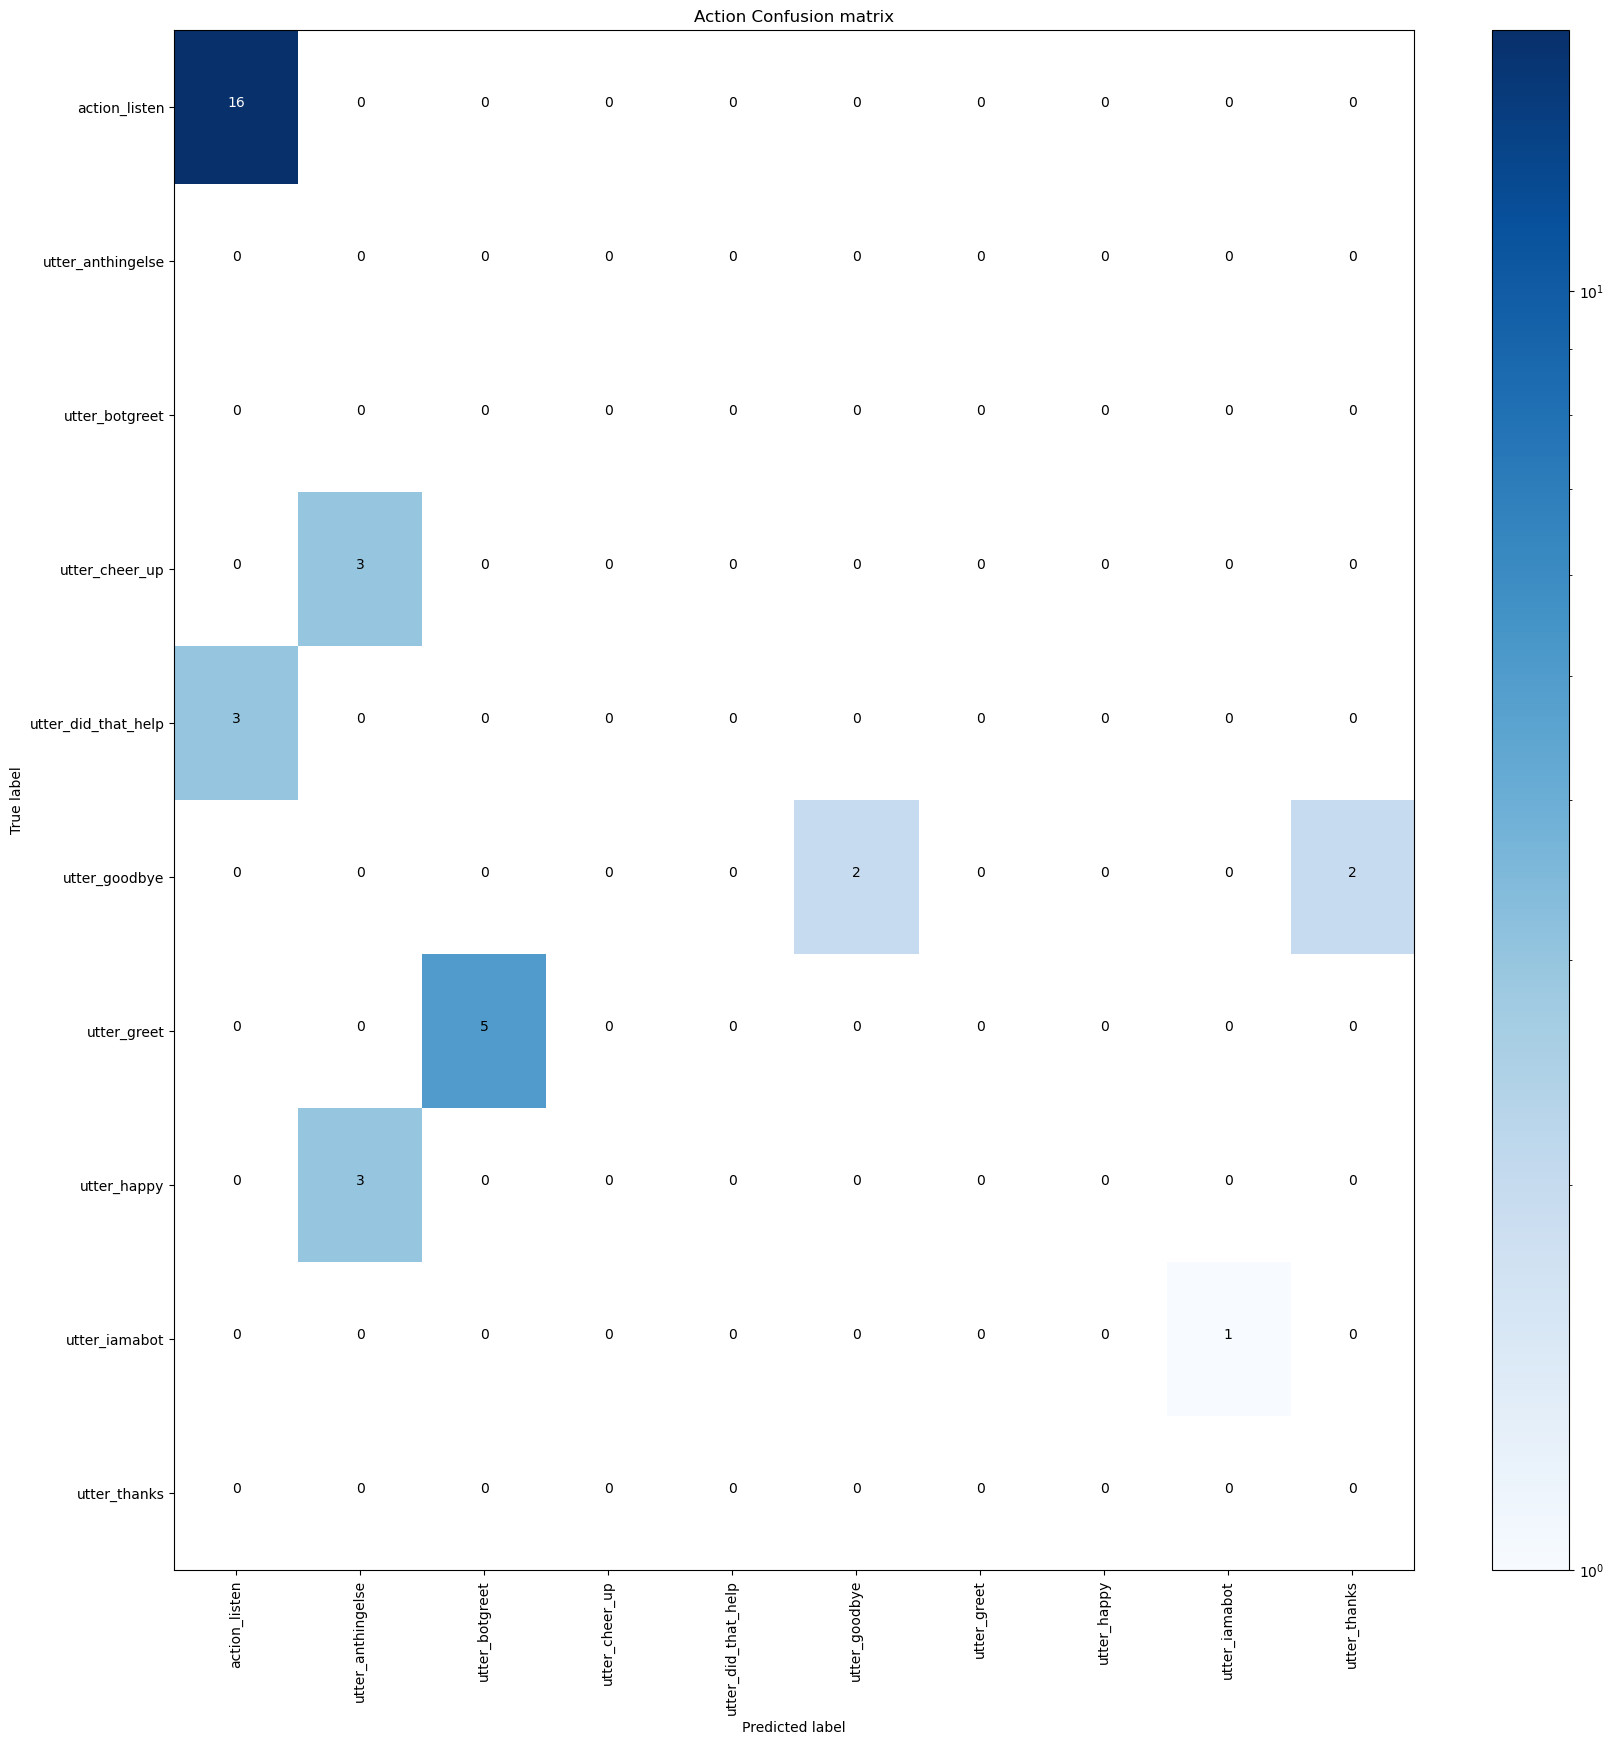 Action Confusion matrix
action_listen 16 0 0 0 0 0 0 0 0 0
utter_anthingelse 0 0 0 0 0 0 0 0 0 0
10¹
utter_botgreet 0 0 0 0 0 0 0 0 0 0
utter_cheer_up 0 3 0 0 0 0 0 0 0 0
utter_did_that_help 3 0 0 0 0 0 0 0 0 0
True label
utter_goodbye 0 0 0 0 0 2 0 0 0 2
utter_greet 0 0 5 0 0 0 0 0 0 0
utter_happy 0 3 0 0 0 0 0 0 0 0
utter_iamabot 0 0 0 0 0 0 0 0 1 0
utter_thanks 0 0 0 0 0 0 0 0 0 0
10⁰
action_listen
utter_anthingelse
utter_botgreet
utter_cheer_up
utter_did_that_help
utter_goodbye
utter_greet
utter_happy
utter_iamabot
utter_thanks
Predicted label